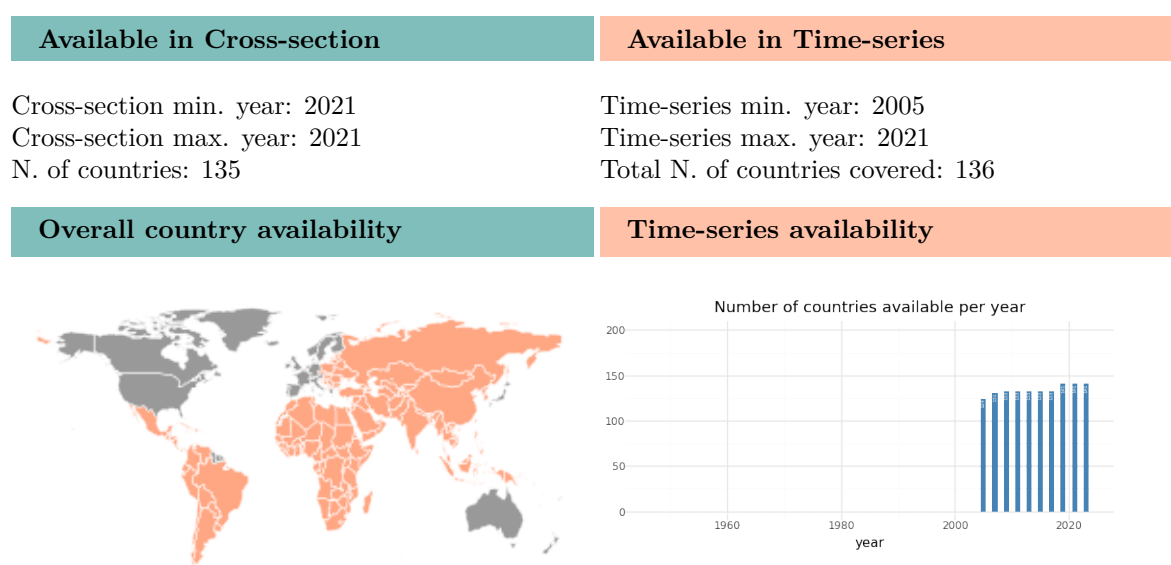 Available in Cross-section
Available in Time-series
Cross-section min. year: 2021
Cross-section max. year: 2021
N. of countries: 135
Time-series min. year: 2005
Time-series max. year: 2021
Total N. of countries covered: 136
Overall country availability
Time-series availability
Number of countries available per year
200
150
100
50
0
1960
1980
2000
2020
year